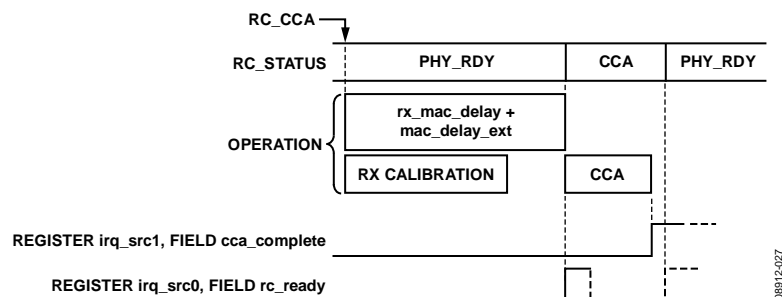 RC_CCA
RC_STATUS
PHY_RDY
CCA
PHY_RDY
OPERATION
rx_mac_delay +
mac_delay_ext
RX CALIBRATION
CCA
REGISTER irq_src1, FIELD cca_complete
REGISTER irq_src0, FIELD rc_ready
08912-027